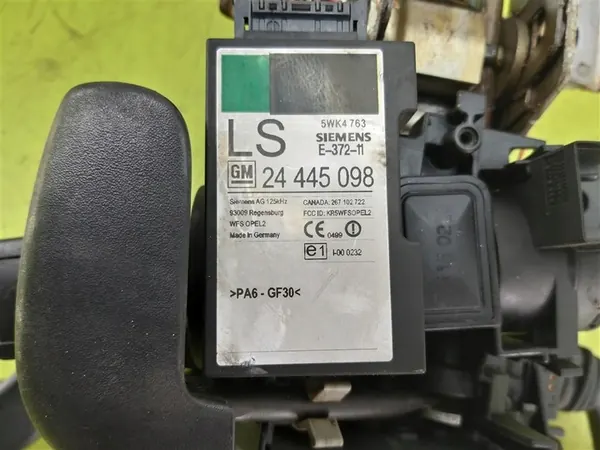 5WK4 763
LS SIEMENS
E-372-11
GM 24 445 098
Siemens AG 125kHz
93009 Regensburg
WFS OPEL2
Made in Germany
CANADA: 267 102 722
FCC ID: KR5WFSOPEL2
CE 0499
e1 I-00 0232
>PA6 - GF30<